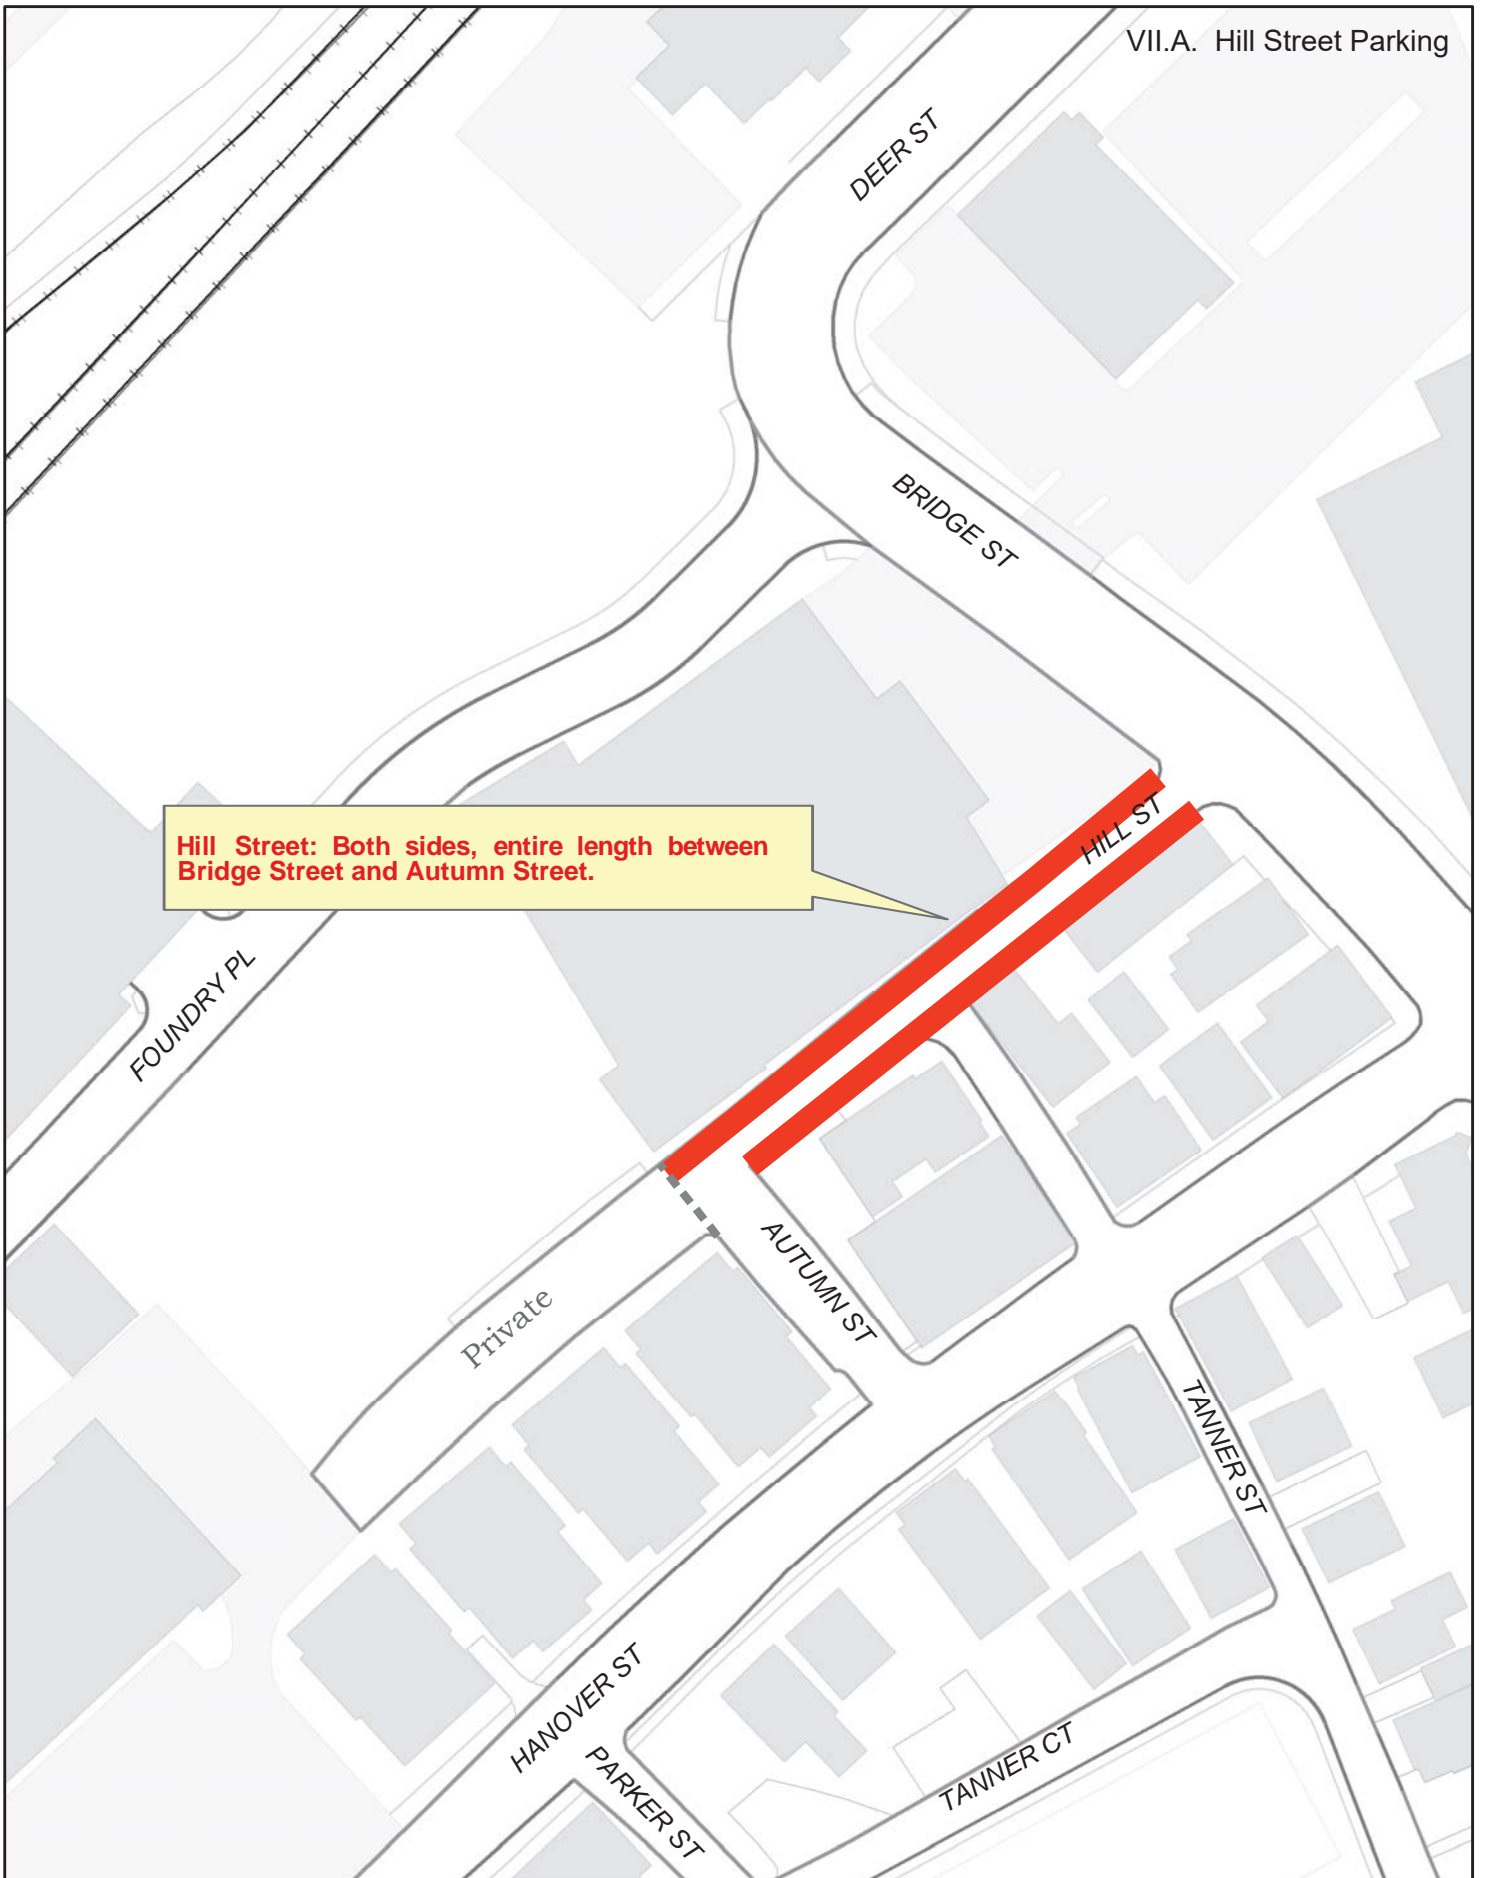 VII.A. Hill Street Parking
DEER ST
BRIDGE ST
HILL ST
Hill Street: Both sides, entire length between
Bridge Street and Autumn Street.
FOUNDRY PL
AUTUMN ST
Private
TANNER ST
HANOVER ST
TANNER CT
PARKER ST